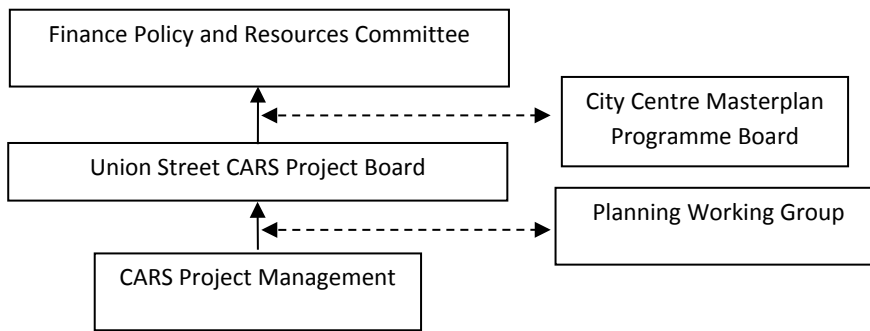 Finance Policy and Resources Committee
City Centre Masterplan
Programme Board
Union Street CARS Project Board
Planning Working Group
CARS Project Management